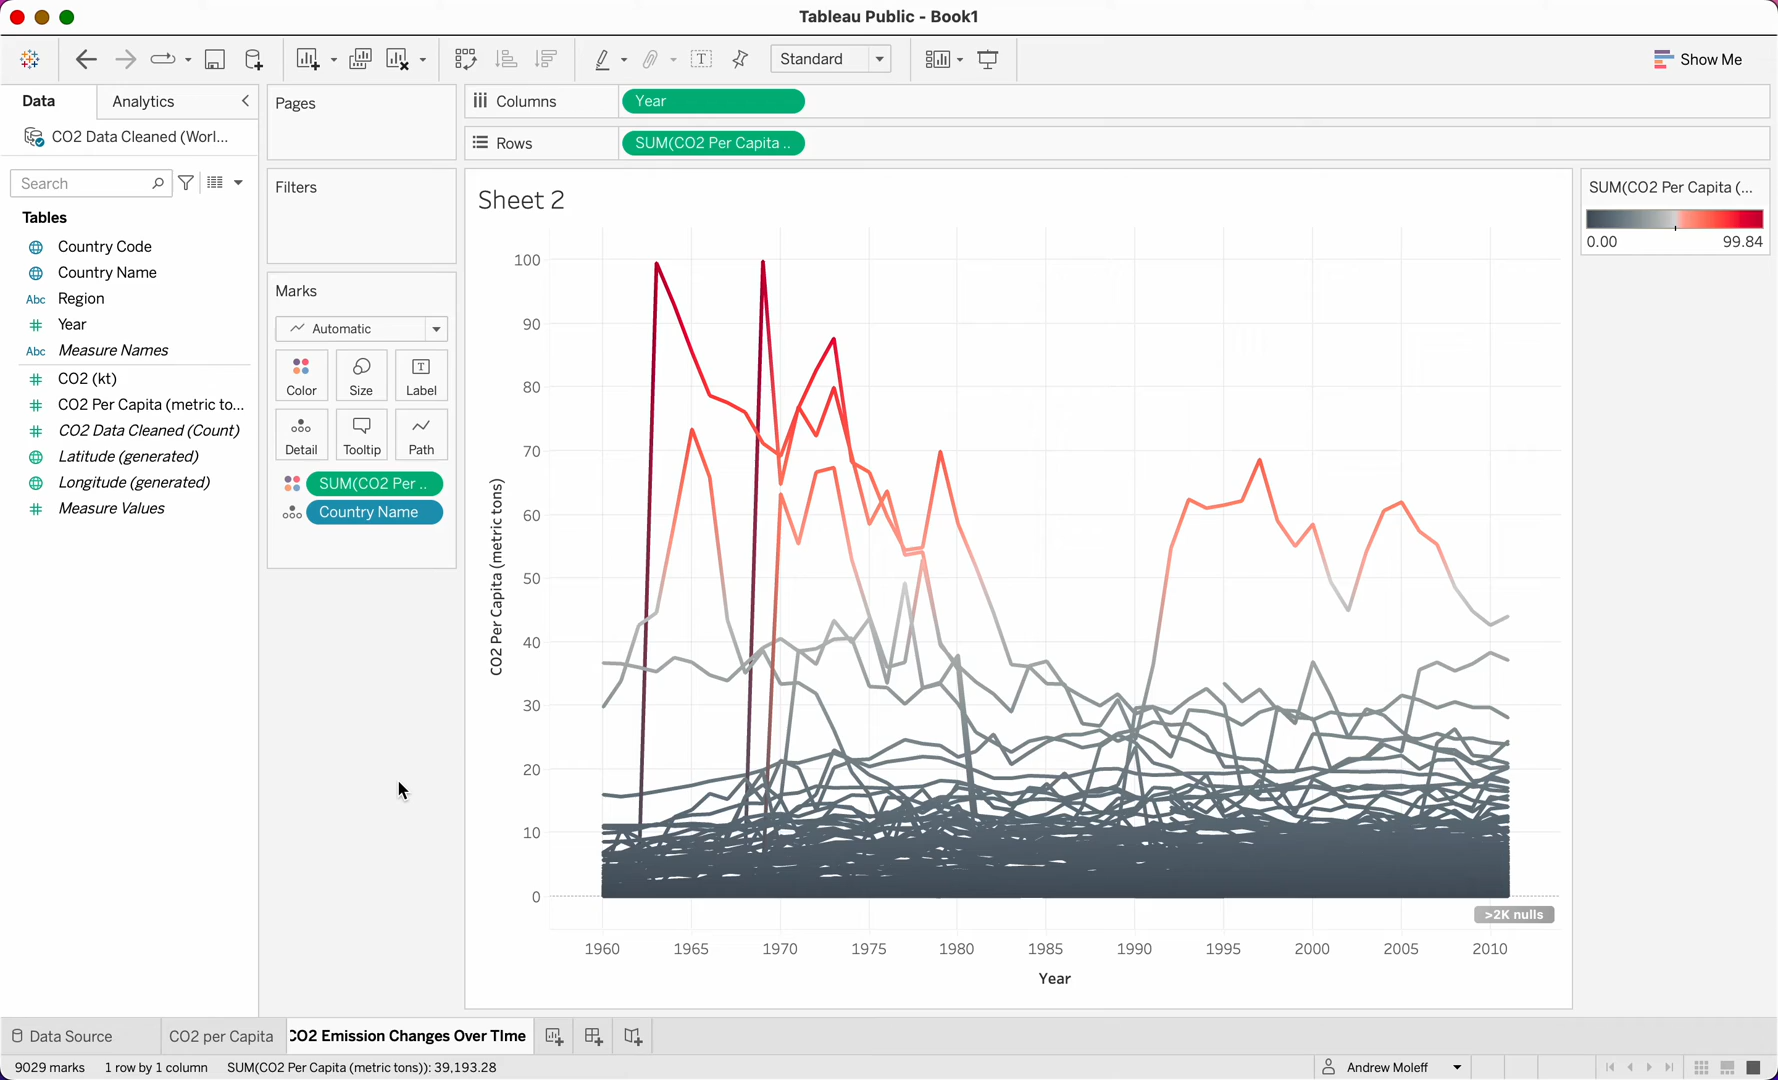 Tableau Public - Book1
Standard
Show Me
Data
Analytics
CO2 Data Cleaned (Worl...
Search
Tables
Country Code
Country Name
Abc Region
Year
Abc Measure Names
CO2 (kt)
CO2 Per Capita (metric to...
CO2 Data Cleaned (Count)
Latitude (generated)
Longitude (generated)
Measure Values
Pages
Filters
Marks
Automatic
Color
Size
Label
Detail
Tooltip
Path
SUM(CO2 Per ..
Country Name
Columns
Year
Rows
SUM(CO2 Per Capita ..
Sheet 2
CO2 Per Capita (metric tons)
100
90
80
70
60
50
40
30
20
10
0
>2K nulls
1960 1965 1970 1975 1980 1985 1990 1995 2000 2005 2010
Year
SUM(CO2 Per Capita (...
0.00 99.84
Data Source
CO2 per Capita
CO2 Emission Changes Over TIme
9029 marks
1 row by 1 column
SUM(CO2 Per Capita (metric tons)): 39,193.28
Andrew Moleff